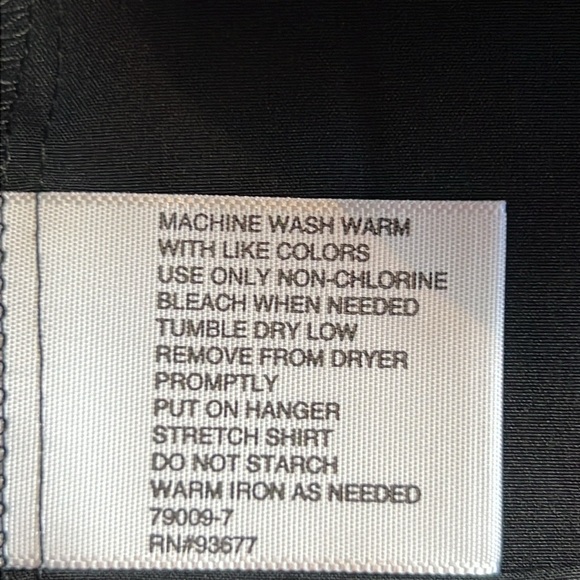 MACHINE WASH WARM
WITH LIKE COLORS
USE ONLY NON-CHLORINE
BLEACH WHEN NEEDED
TUMBLE DRY LOW
REMOVE FROM DRYER
PROMPTLY
PUT ON HANGER
STRETCH SHIRT
DO NOT STARCH
WARM IRON AS NEEDED
79009-7
RN#93677